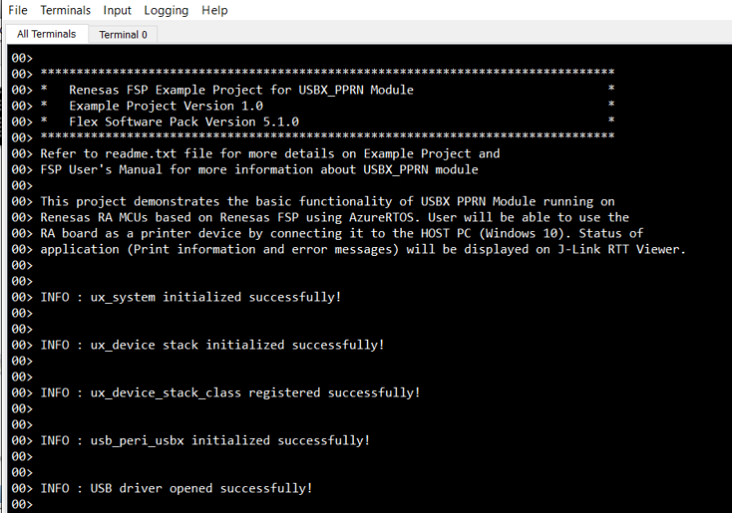 File Terminals Input Logging Help
All Terminals Terminal 0
00>
00> *******************************************************************************
00> *   Renesas FSP Example Project for USBX_PPRN Module                          *
00> *   Example Project Version 1.0                                               *
00> *   Flex Software Pack Version 5.1.0                                          *
00> *******************************************************************************
00> Refer to readme.txt file for more details on Example Project and
00> FSP User's Manual for more information about USBX_PPRN module
00>
00> This project demonstrates the basic functionality of USBX PPRN Module running on
00> Renesas RA MCUs based on Renesas FSP using AzureRTOS. User will be able to use the
00> RA board as a printer device by connecting it to the HOST PC (Windows 10). Status of
00> application (Print information and error messages) will be displayed on J-Link RTT Viewer.
00>
00>
00> INFO : ux_system initialized successfully!
00>
00>
00> INFO : ux_device stack initialized successfully!
00>
00>
00> INFO : ux_device_stack_class registered successfully!
00>
00>
00> INFO : usb_peri_usbx initialized successfully!
00>
00>
00> INFO : USB driver opened successfully!
00>